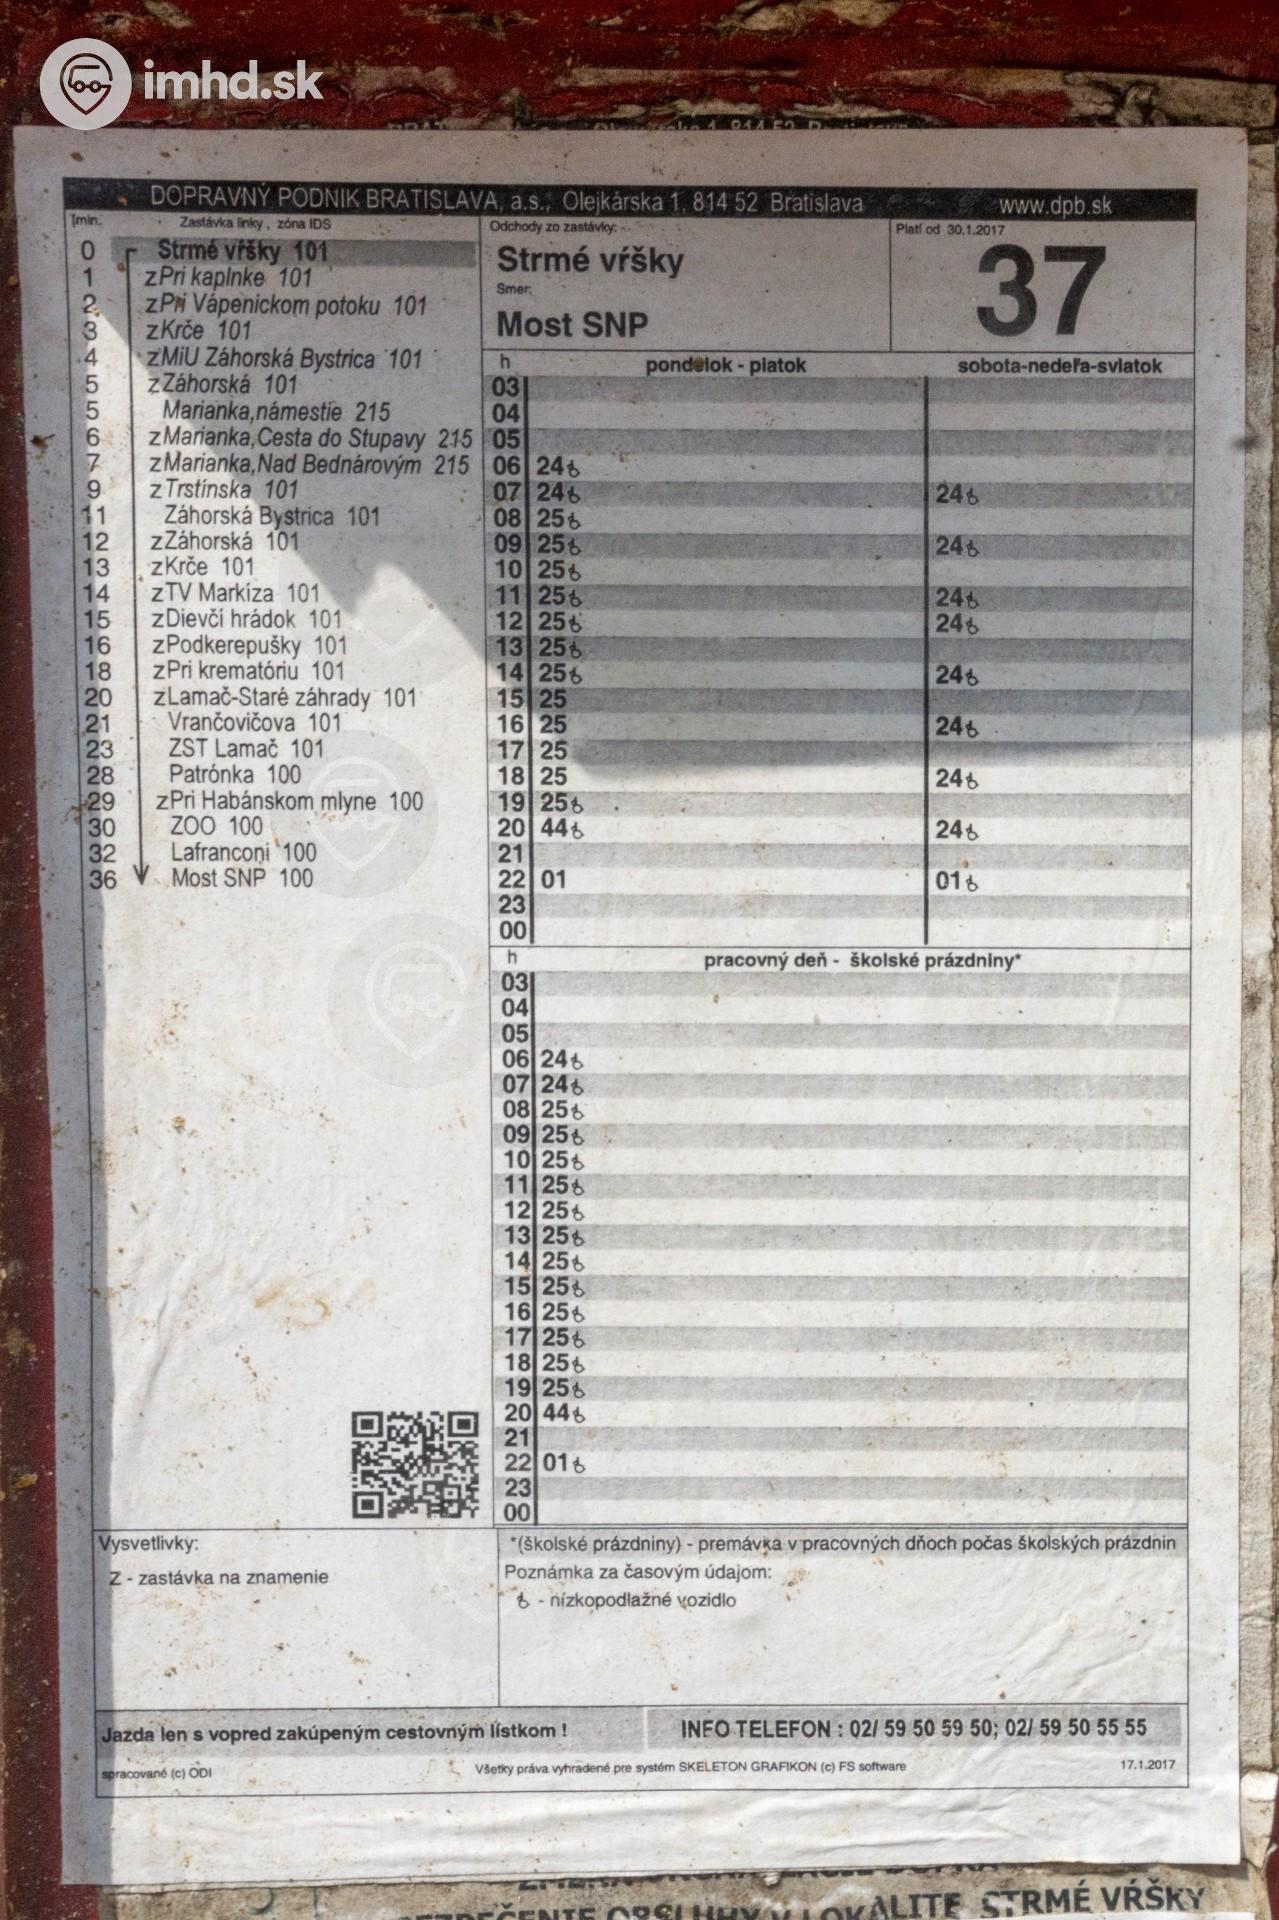 imhd.sk
DOPRAVNÝ PODNIK BRATISLAVA, a.s., Olejkárska 1, 814 52 Bratislava www.dpb.sk
Tmin. Zastávka linky, zóna IDS
0 Strmé vŕšky 101
1 zPri kaplnke 101
2 zPri Vápenickom potoku 101
3 zKrče 101
4 zMiU Záhorská Bystrica 101
5 zZáhorská 101
5 Marianka,námestie 215
6 zMarianka,Cesta do Stupavy 215
7 zMarianka,Nad Bednárovým 215
9 zTrstínska 101
11 Záhorská Bystrica 101
12 zZáhorská 101
13 zKrče 101
14 zTV Markíza 101
15 zDievčí hrádok 101
16 zPodkerepušky 101
18 zPri krematóriu 101
20 zLamač-Staré záhrady 101
21 Vrančovičova 101
23 ZST Lamač 101
28 Patrónka 100
29 zPri Habánskom mlyne 100
30 ZOO 100
32 Lafranconi 100
36 Most SNP 100
Odchody zo zastávky:
Strmé vŕšky
Smer:
Most SNP
Platí od 30.1.2017
37
h pondelok - piatok sobota-nedeľa-sviatok
03
04
05
06 24
07 24 24
08 25
09 25 24
10 25
11 25 24
12 25 24
13 25
14 25 24
15 25
16 25 24
17 25
18 25 24
19 25
20 44 24
21
22 01 01
23
00
h pracovný deň - školské prázdniny*
03
04
05
06 24
07 24
08 25
09 25
10 25
11 25
12 25
13 25
14 25
15 25
16 25
17 25
18 25
19 25
20 44
21
22 01
23
00
Vysvetlivky:
Z - zastávka na znamenie
*(školské prázdniny) - premávka v pracovných dňoch počas školských prázdnin
Poznámka za časovým údajom:
- nízkopodlažné vozidlo
Jazda len s vopred zakúpeným cestovným lístkom !
INFO TELEFON : 02/ 59 50 59 50; 02/ 59 50 55 55
spracované (c) ODI Všetky práva vyhradené pre systém SKELETON GRAFIKON (c) FS software 17.1.2017
OBSLUHY V LOKALITE STRMÉ VŔŠKY